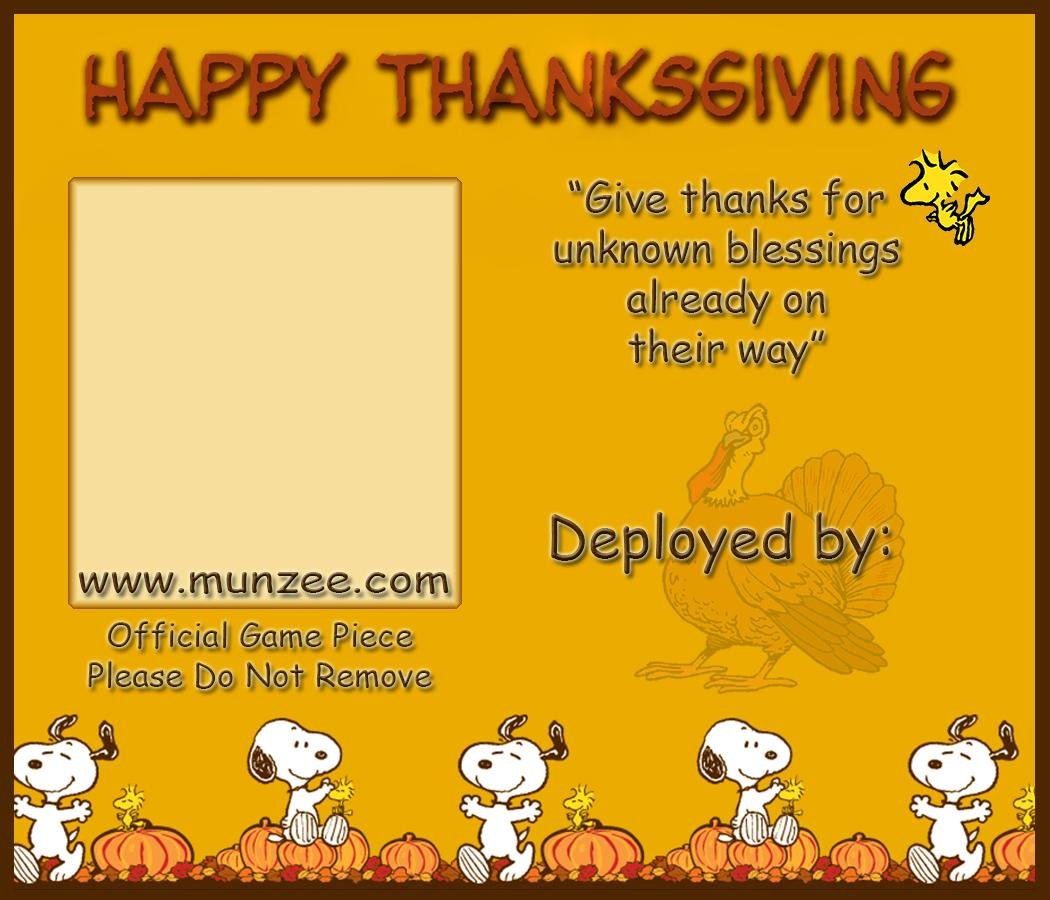 HAPPY THANKSGIVING
“Give thanks for
unknown blessings
already on
their way”
Deployed by:
www.munzee.com
Official Game Piece
Please Do Not Remove